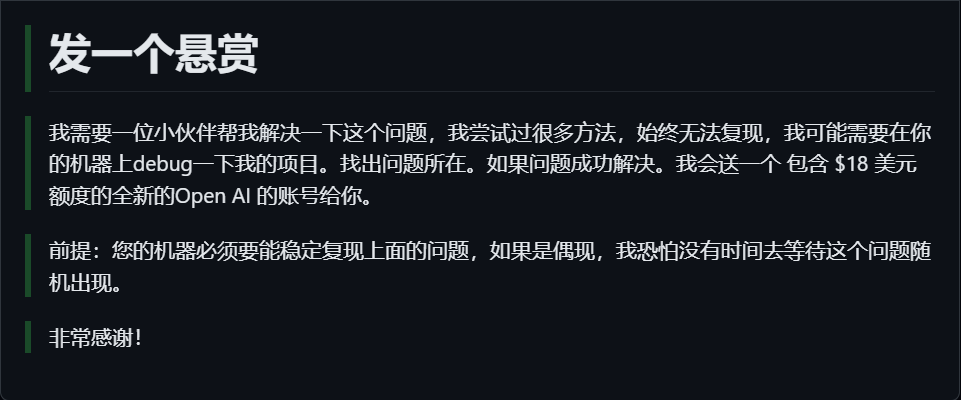 发一个悬赏
我需要一位小伙伴帮我解决一下这个问题，我尝试过很多方法，始终无法复现，我可能需要在你
的机器上debug一下我的项目。找出问题所在。如果问题成功解决。我会送一个 包含 $18 美元
额度的全新的Open AI 的账号给你。
前提：您的机器必须要能稳定复现上面的问题，如果是偶现，我恐怕没有时间去等待这个问题随
机出现。
非常感谢！